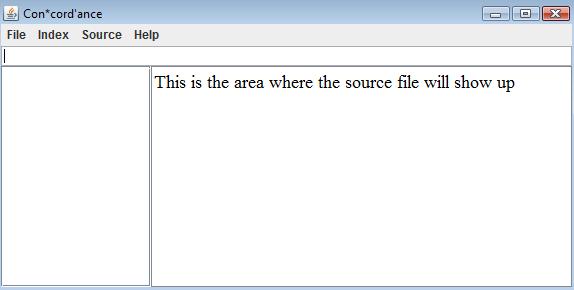 Con*cord'ance
File Index Source Help
This is the area where the source file will show up